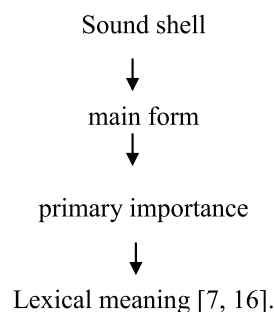 Sound shell
main form
primary importance
Lexical meaning [7, 16].